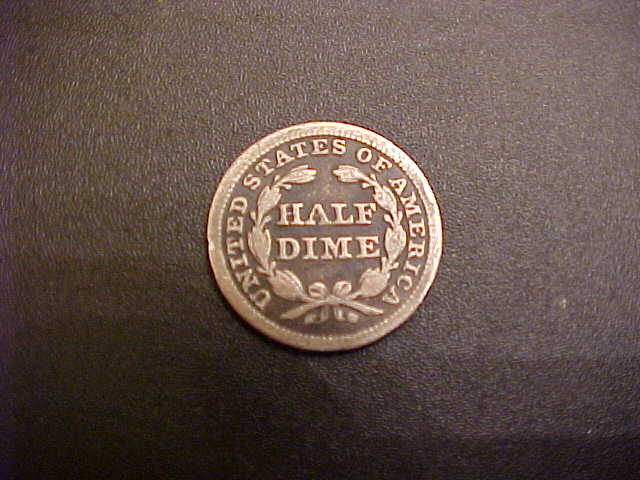 UNITED STATES OF AMERICA
HALF
DIME